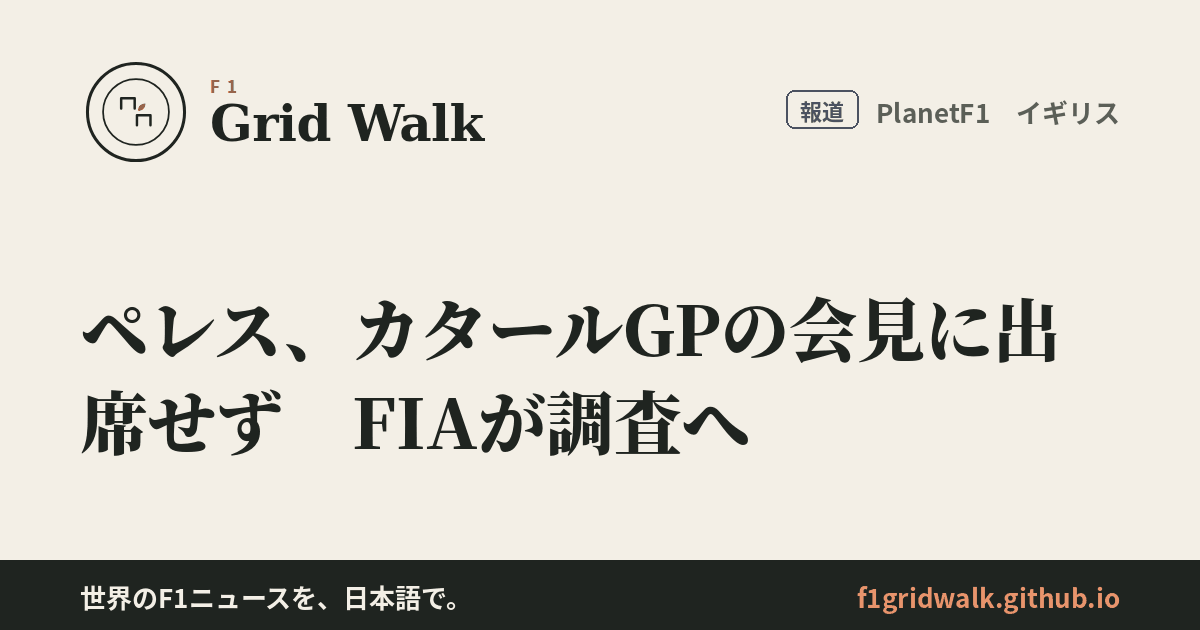 F1
Grid Walk
報道 PlanetF1　イギリス
ペレス、カタールGPの会見に出
席せず　FIAが調査へ
世界のF1ニュースを、日本語で。
f1gridwalk.github.io